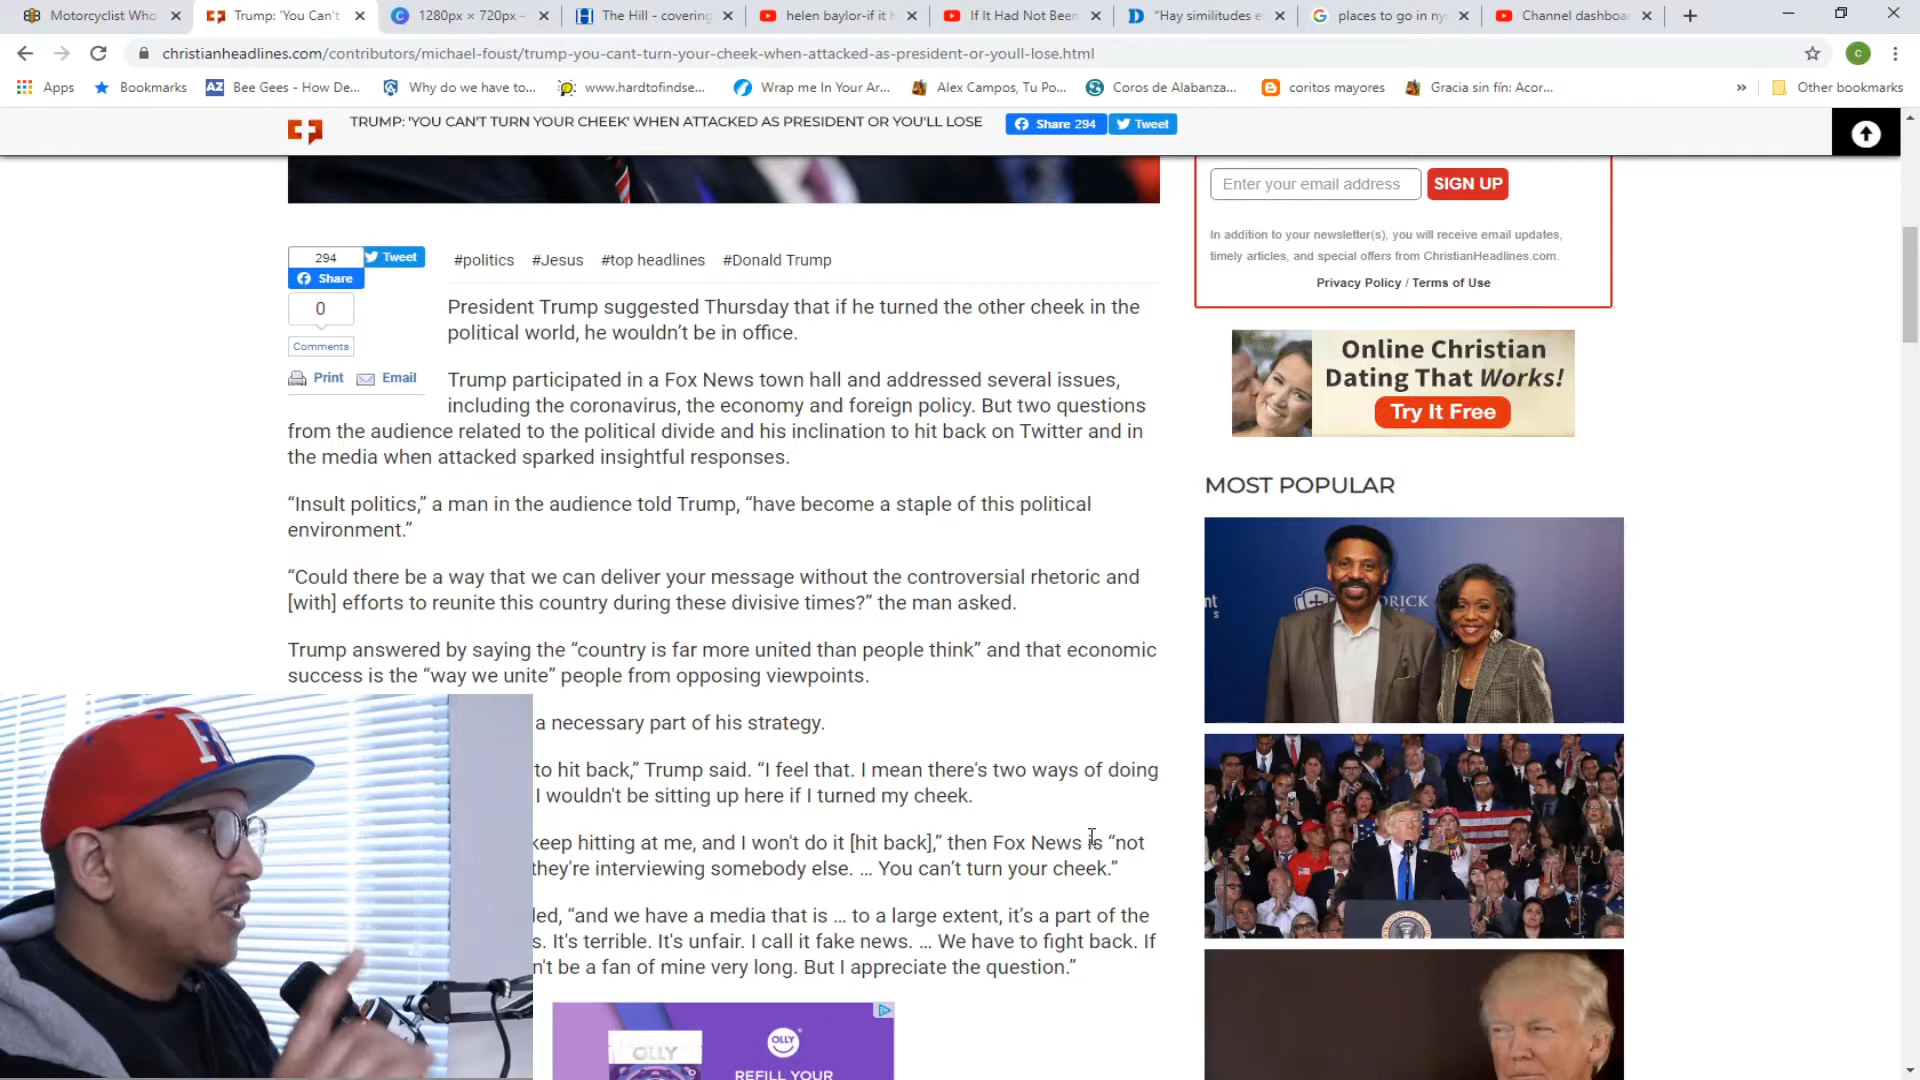 Motorcyclist Who
Trump: 'You Can't
1280px × 720px –
The Hill - covering
helen baylor-if it h
If It Had Not Been
"Hay similitudes e
places to go in ny
Channel dashboa
christianheadlines.com/contributors/michael-foust/trump-you-cant-turn-your-cheek-when-attacked-as-president-or-youll-lose.html
C
Apps
Bookmarks
AZ Bee Gees - How De...
Why do we have to...
www.hardtofindse...
Wrap me In Your Ar...
Alex Campos, Tu Po...
Coros de Alabanza...
coritos mayores
Gracia sin fín: Acor...
»
Other bookmarks
TRUMP: 'YOU CAN'T TURN YOUR CHEEK' WHEN ATTACKED AS PRESIDENT OR YOU'LL LOSE
Share 294
Tweet
294
Tweet
Share
0
Comments
Print
Email
#politics #Jesus #top headlines #Donald Trump
President Trump suggested Thursday that if he turned the other cheek in the
political world, he wouldn’t be in office.
Trump participated in a Fox News town hall and addressed several issues,
including the coronavirus, the economy and foreign policy. But two questions
from the audience related to the political divide and his inclination to hit back on Twitter and in
the media when attacked sparked insightful responses.
“Insult politics,” a man in the audience told Trump, “have become a staple of this political
environment.”
“Could there be a way that we can deliver your message without the controversial rhetoric and
[with] efforts to reunite this country during these divisive times?” the man asked.
Trump answered by saying the “country is far more united than people think” and that economic
success is the “way we unite” people from opposing viewpoints.
a necessary part of his strategy.
to hit back,” Trump said. “I feel that. I mean there's two ways of doing
I wouldn't be sitting up here if I turned my cheek.
keep hitting at me, and I won't do it [hit back],” then Fox News is “not
they're interviewing somebody else. … You can’t turn your cheek.”
led, “and we have a media that is … to a large extent, it’s a part of the
s. It's terrible. It's unfair. I call it fake news. … We have to fight back. If
n't be a fan of mine very long. But I appreciate the question.”
OLLY
OLLY
REFILL YOUR
Enter your email address
SIGN UP
In addition to your newsletter(s), you will receive email updates,
timely articles, and special offers from ChristianHeadlines.com.
Privacy Policy / Terms of Use
Online Christian
Dating That Works!
Try It Free
MOST POPULAR
nt
DRICK